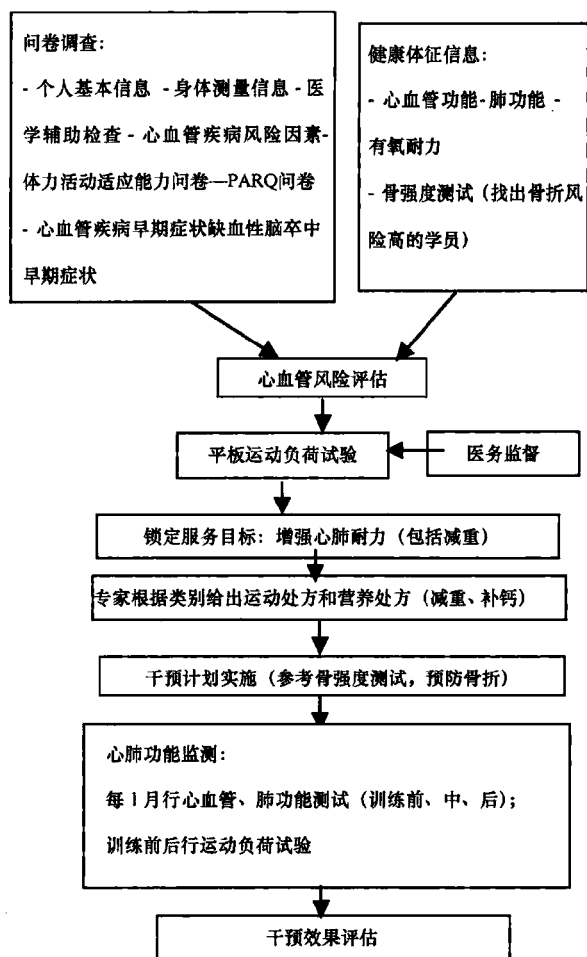 问卷调查：
- 个人基本信息 -身体测量信息 - 医
学辅助检查 - 心血管疾病风险因素-
体力活动适应能力问卷—PARQ问卷
- 心血管疾病早期症状缺血性脑卒中
早期症状
健康体征信息：
- 心血管功能-肺功能 -
有氧耐力
- 骨强度测试（找出骨折风
险高的学员）
心血管风险评估
平板运动负荷试验
医务监督
锁定服务目标：增强心肺耐力（包括减重）
专家根据类别给出运动处方和营养处方（减重、补钙）
干预计划实施（参考骨强度测试，预防骨折）
心肺功能监测：
每1月行心血管、肺功能测试（训练前、中、后）；
训练前后行运动负荷试验
干预效果评估